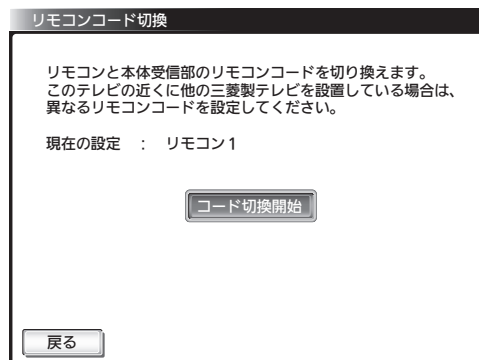 リモコンコード切換
リモコンと本体受信部のリモコンコードを切り換えます。
このテレビの近くに他の三菱製テレビを設置している場合は、
異なるリモコンコードを設定してください。
現在の設定 : リモコン1
コード切換開始
戻る